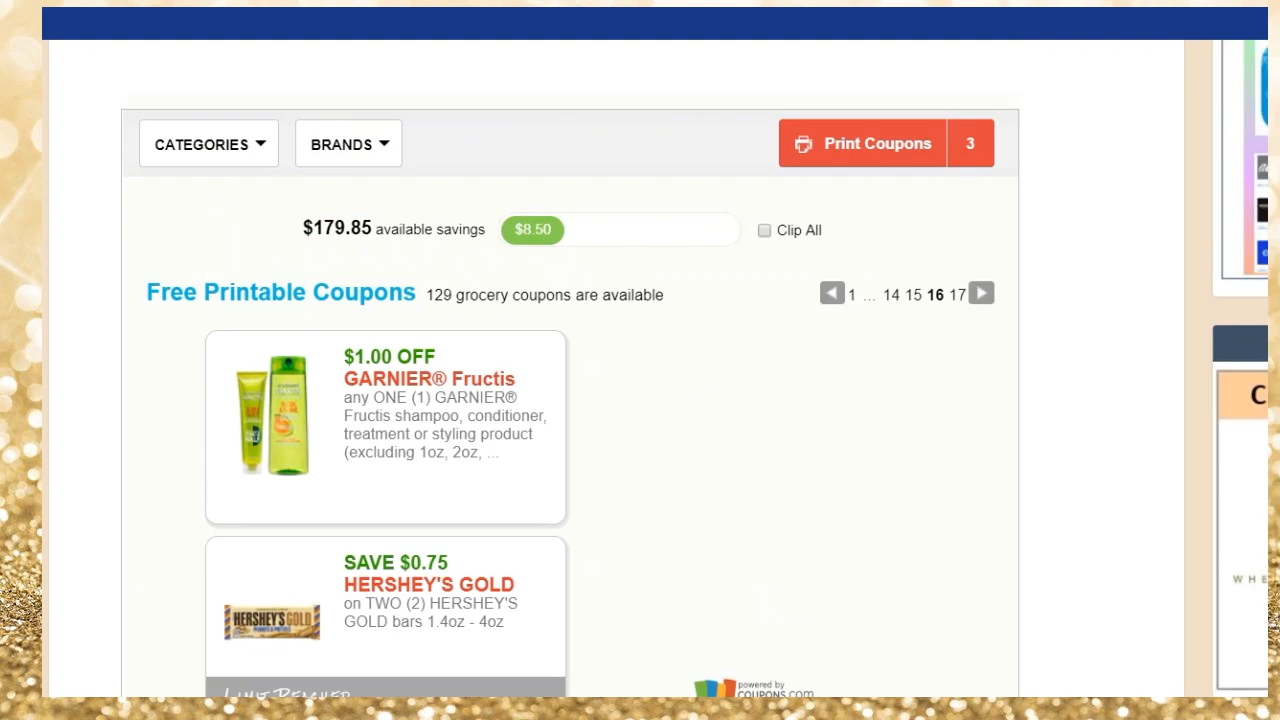 CATEGORIES
BRANDS
Print Coupons 3
$179.85 available savings $8.50 Clip All
Free Printable Coupons 129 grocery coupons are available 1 ... 14 15 16 17
$1.00 OFF
GARNIER® Fructis
any ONE (1) GARNIER®
Fructis shampoo, conditioner,
treatment or styling product
(excluding 1oz, 2oz, ...
SAVE $0.75
HERSHEY'S GOLD
on TWO (2) HERSHEY'S
GOLD bars 1.4oz - 4oz
HERSHEY'S GOLD
powered by
COUPONS.com
C
WHE